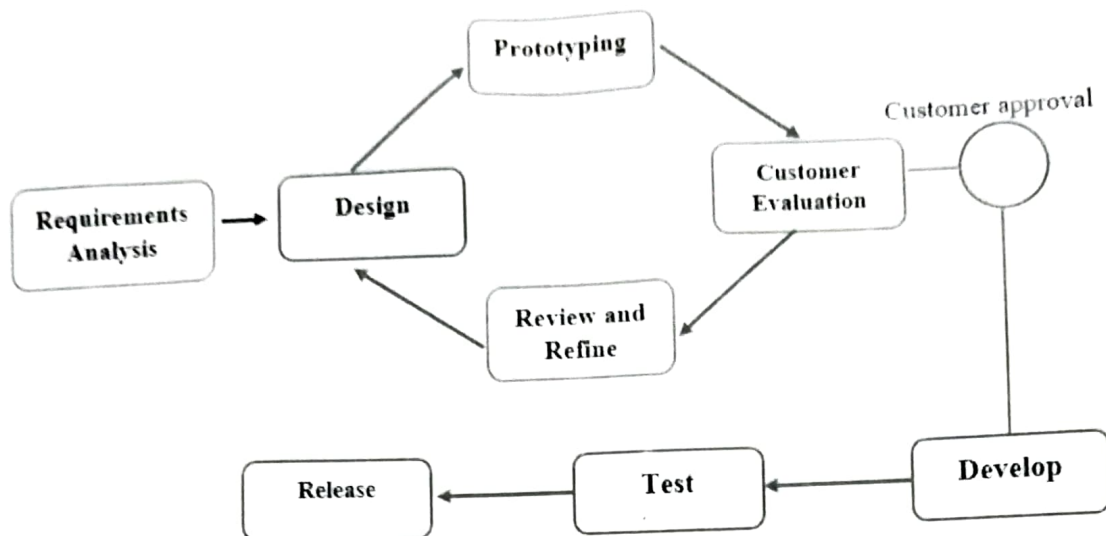 Prototyping
Customer approval
Customer
Evaluation
Requirements
Analysis
Design
Review and
Refine
Release
Test
Develop